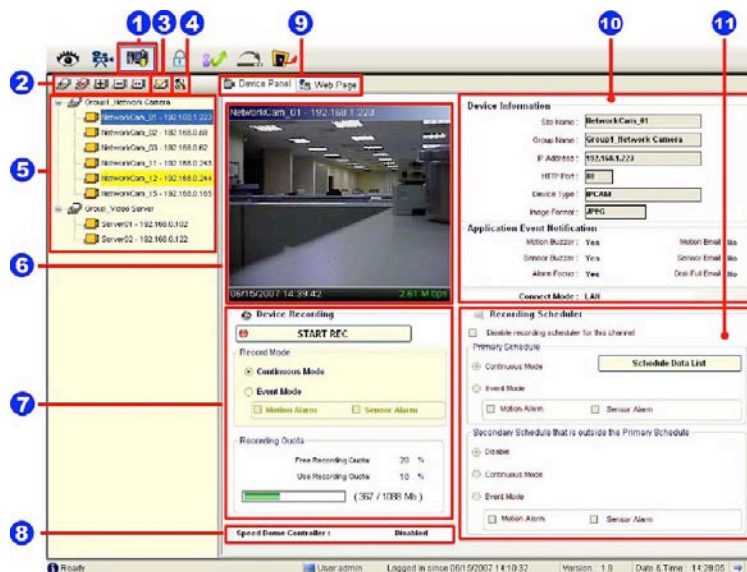 1 3 4 9 10 11
2
Device Panel Web Page
5
Group1_Network Camera
NetworkCam_01 - 192.168.1.223
NetworkCam_02 - 192.168.0.68
NetworkCam_03 - 192.168.0.62
NetworkCam_11 - 192.168.0.243
NetworkCam_12 - 192.168.0.244
NetworkCam_15 - 192.168.0.165
Group_Video Server
Server01 - 192.168.0.102
Server02 - 192.168.0.122
6
NetworkCam_01 - 192.168.1.223
06/15/2007 14:39:42 2.61 Mbps
Device Information
Site Name : NetworkCam_01
Group Name : Group1_Network Camera
IP Address : 192.168.1.223
HTTP Port : 80
Device Type : IPCAM
Image Format : JPEG
Application Event Notification
Motion Buzzer : Yes Motion Email No
Sensor Buzzer : Yes Sensor Email No
Alarm Focus : Yes Disk Full Email No
Connect Mode : LAN
7
Device Recording
START REC
Record Mode
Continuous Mode
Event Mode
Motion Alarm Sensor Alarm
Recording Quota
Free Recording Quota: 20 %
Use Recording Quota: 10 %
( 367 / 1088 Mb )
Recording Scheduler
Disable recording scheduler for this channel
Primary Schedule
Continuous Mode Schedule Data List
Event Mode
Motion Alarm Sensor Alarm
Secondary Schedule that is outside the Primary Schedule
Disable
Continuous Mode
Event Mode
Motion Alarm Sensor Alarm
8
Speed Dome Controller : Disabled
Ready User admin Logged in since 06/15/2007 14:10:32 Version : 1.9 Date & Time : 14:29:05